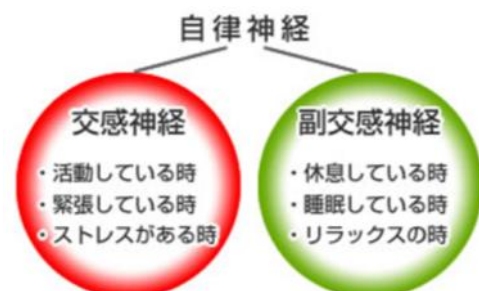 自律神経
交感神経
・活動している時
・緊張している時
・ストレスがある時
副交感神経
・休息している時
・睡眠している時
・リラックスの時